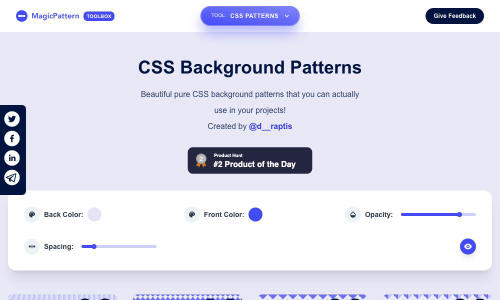 MagicPattern TOOLBOX
TOOL: CSS PATTERNS
Give Feedback
CSS Background Patterns
Beautiful pure CSS background patterns that you can actually
use in your projects!
Created by @d__raptis
2
Product Hunt
#2 Product of the Day
Back Color:
Front Color:
Opacity:
Spacing: